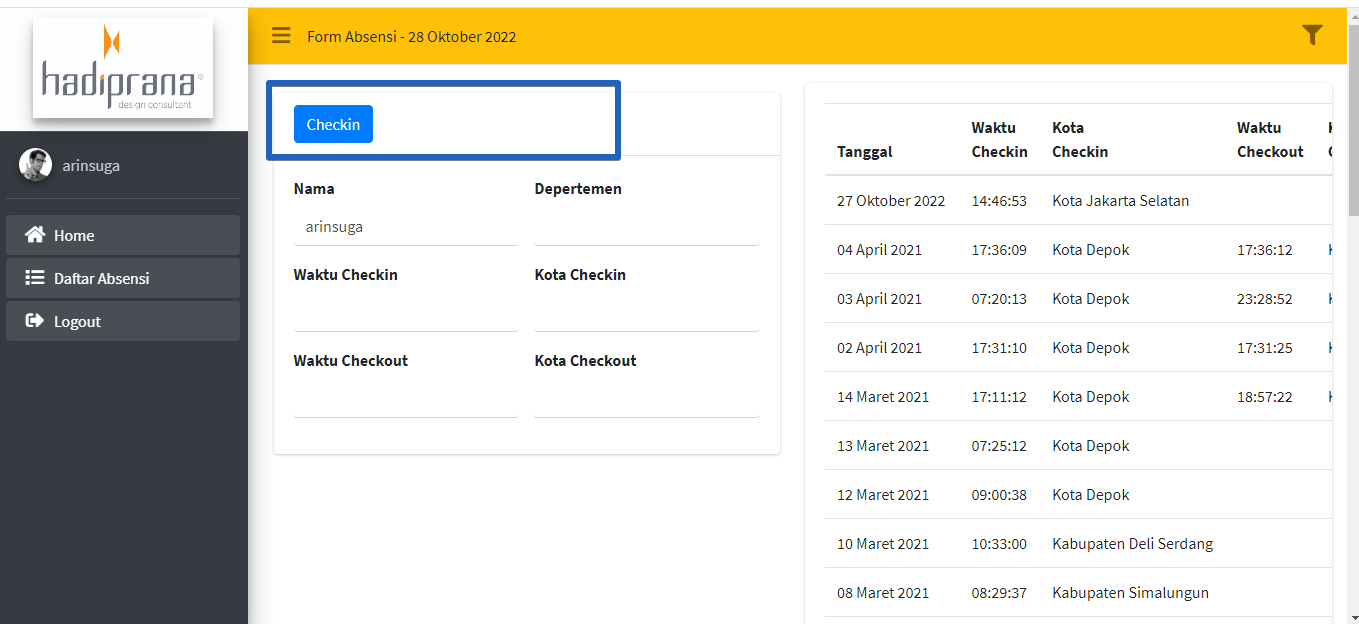 hadiprana®
design consultant
arinsuga
Home
Daftar Absensi
Logout
Form Absensi - 28 Oktober 2022
Checkin
Nama
Depertemen
arinsuga
Waktu Checkin
Kota Checkin
Waktu Checkout
Kota Checkout
Tanggal Waktu Checkin Kota Checkin Waktu Checkout
27 Oktober 2022 14:46:53 Kota Jakarta Selatan
04 April 2021 17:36:09 Kota Depok 17:36:12
03 April 2021 07:20:13 Kota Depok 23:28:52
02 April 2021 17:31:10 Kota Depok 17:31:25
14 Maret 2021 17:11:12 Kota Depok 18:57:22
13 Maret 2021 07:25:12 Kota Depok
12 Maret 2021 09:00:38 Kota Depok
10 Maret 2021 10:33:00 Kabupaten Deli Serdang
08 Maret 2021 08:29:37 Kabupaten Simalungun